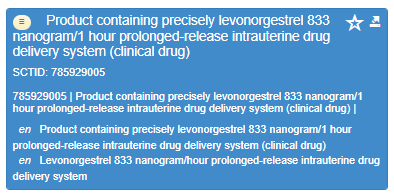 Product containing precisely levonorgestrel 833
nanogram/1 hour prolonged-release intrauterine drug
delivery system (clinical drug)
SCTID: 785929005
785929005 | Product containing precisely levonorgestrel 833 nanogram/1
hour prolonged-release intrauterine drug delivery system (clinical drug) |
en Product containing precisely levonorgestrel 833 nanogram/1 hour
prolonged-release intrauterine drug delivery system (clinical drug)
en Levonorgestrel 833 nanogram/hour prolonged-release intrauterine drug
delivery system